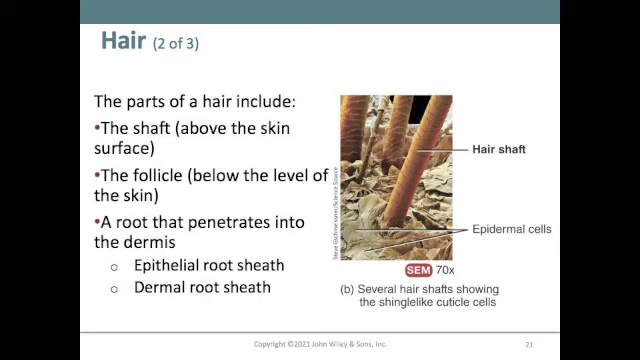 Hair (2 of 3)
The parts of a hair include:
•The shaft (above the skin
surface)
•The follicle (below the level of
the skin)
•A root that penetrates into
the dermis
o Epithelial root sheath
o Dermal root sheath
Hair shaft
Epidermal cells
SEM 70x
(b) Several hair shafts showing
the shinglelike cuticle cells
Copyright ©2021 John Wiley & Sons, Inc.
21